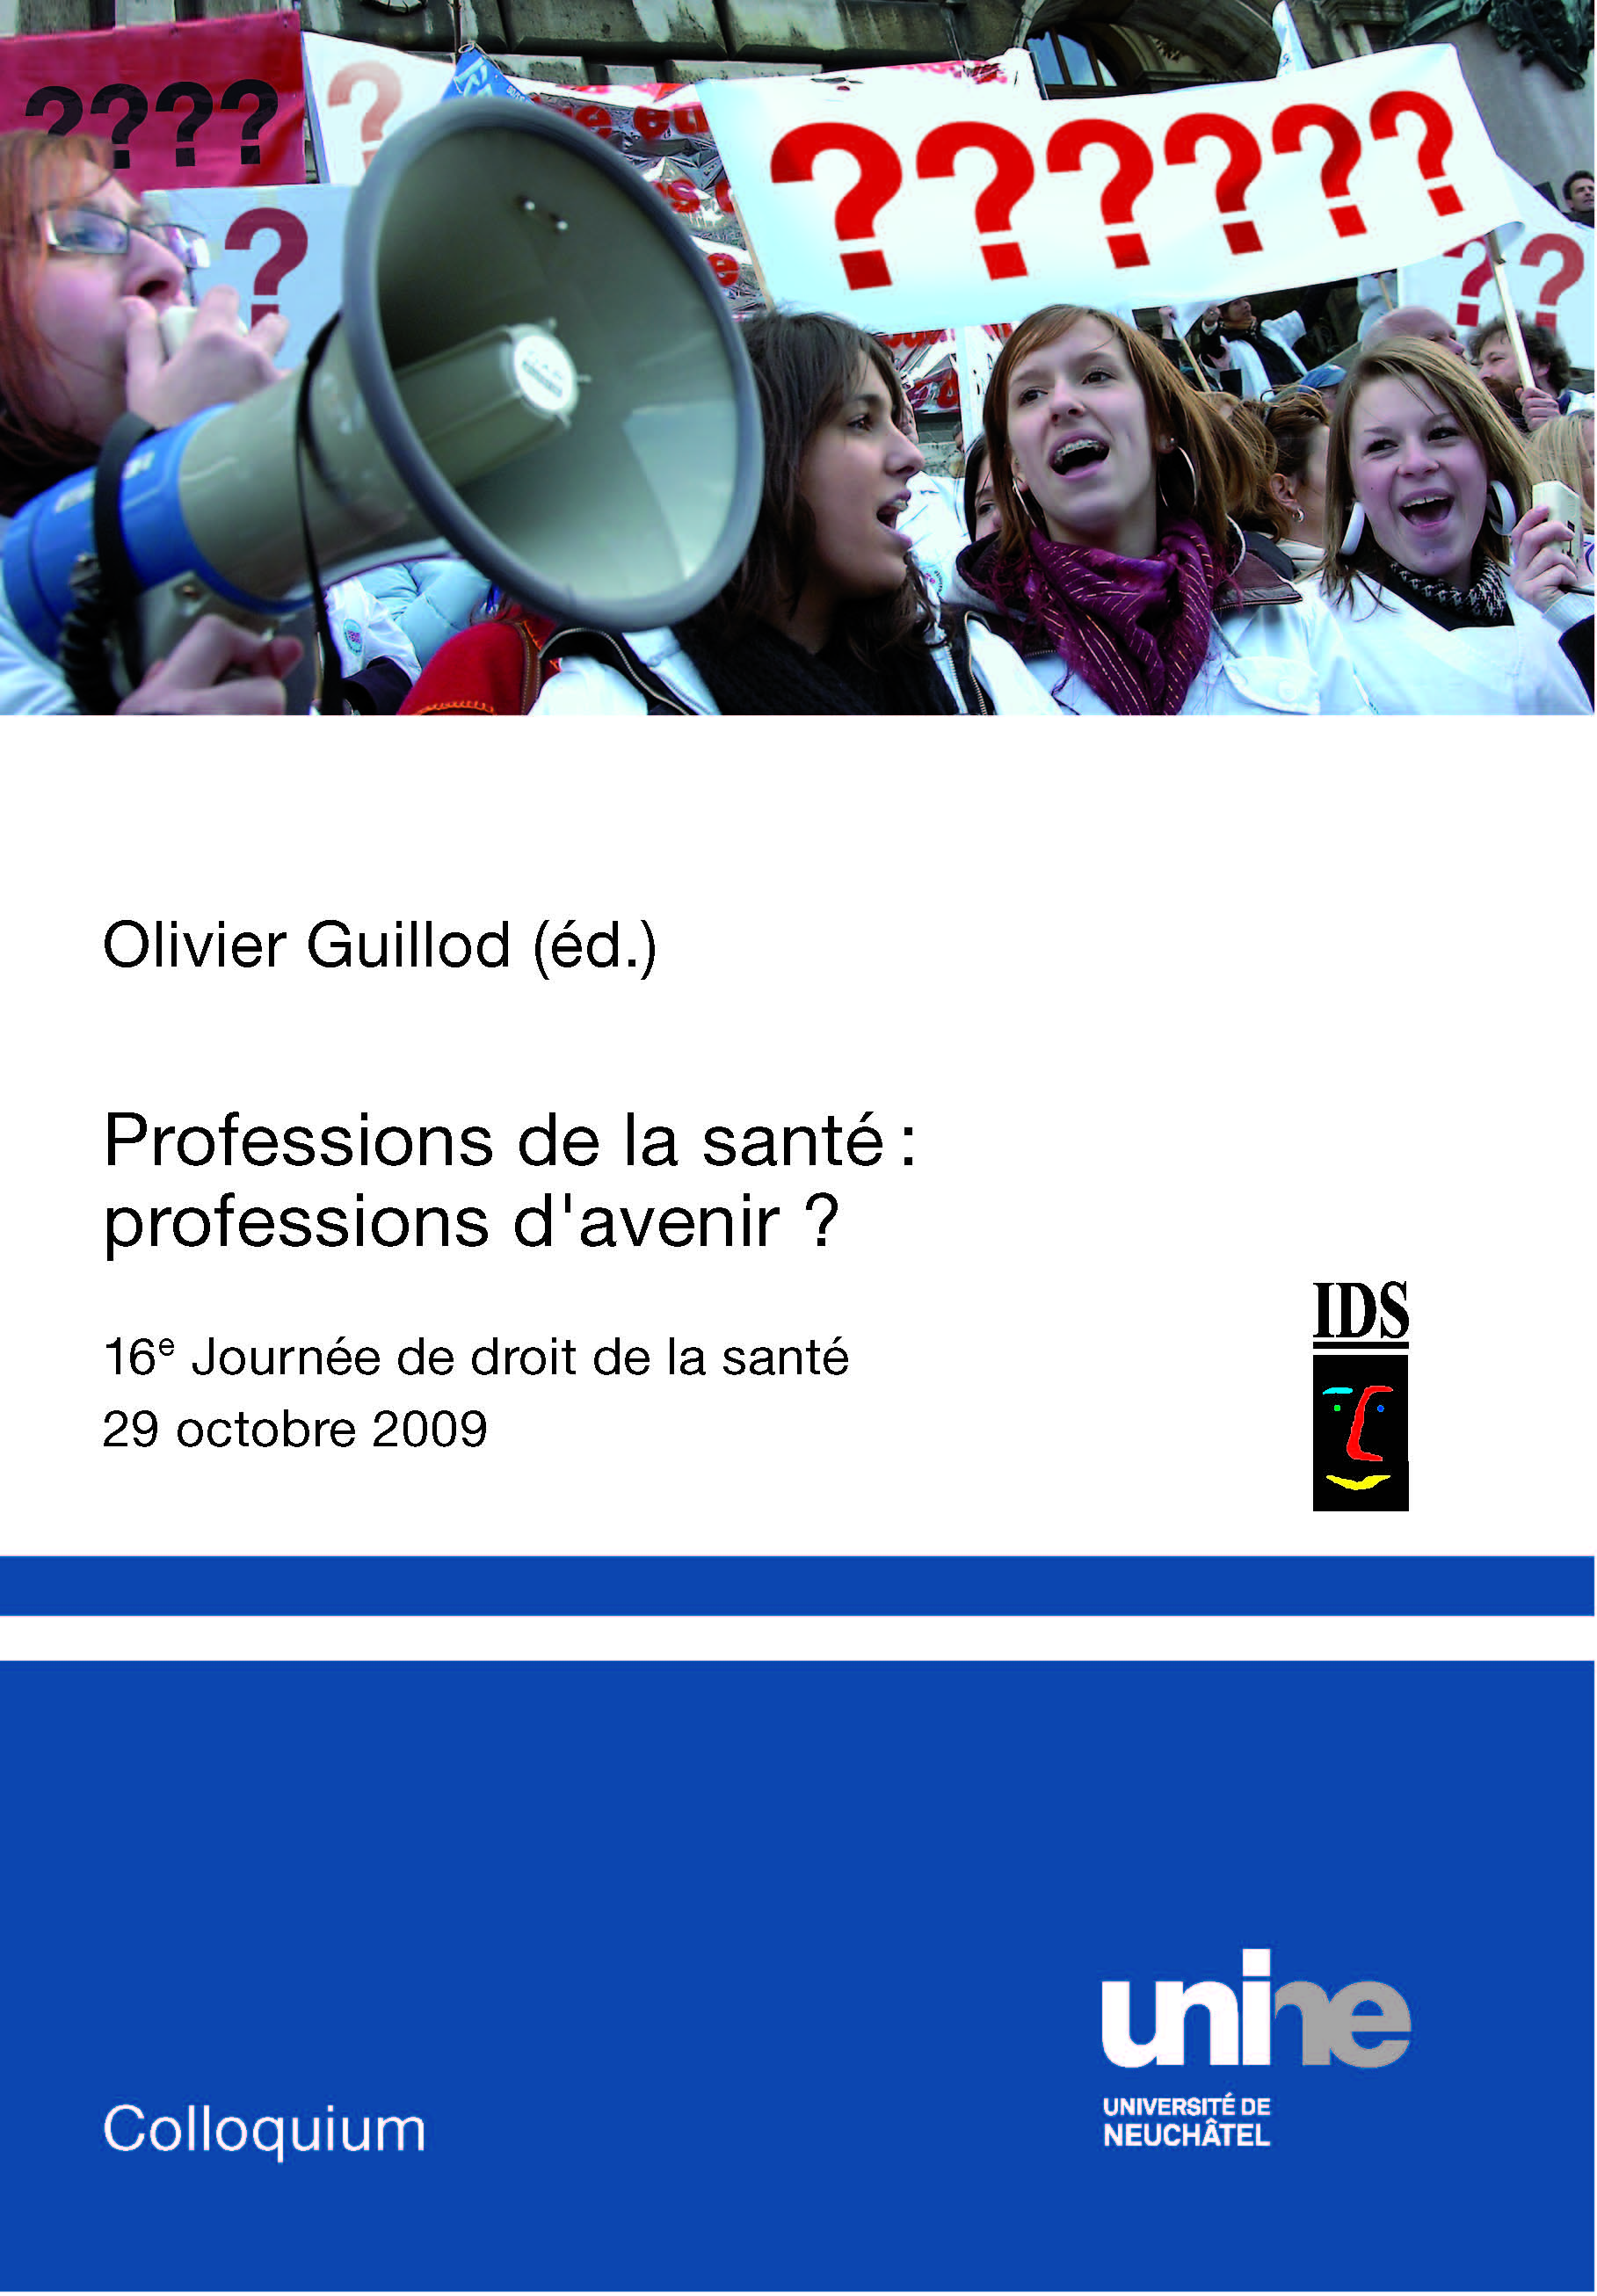 ????
?
?
??????
??
Olivier Guillod (éd.)
Professions de la santé :
professions d'avenir ?
16e Journée de droit de la santé
29 octobre 2009
IDS
unine
UNIVERSITÉ DE
NEUCHÂTEL
Colloquium